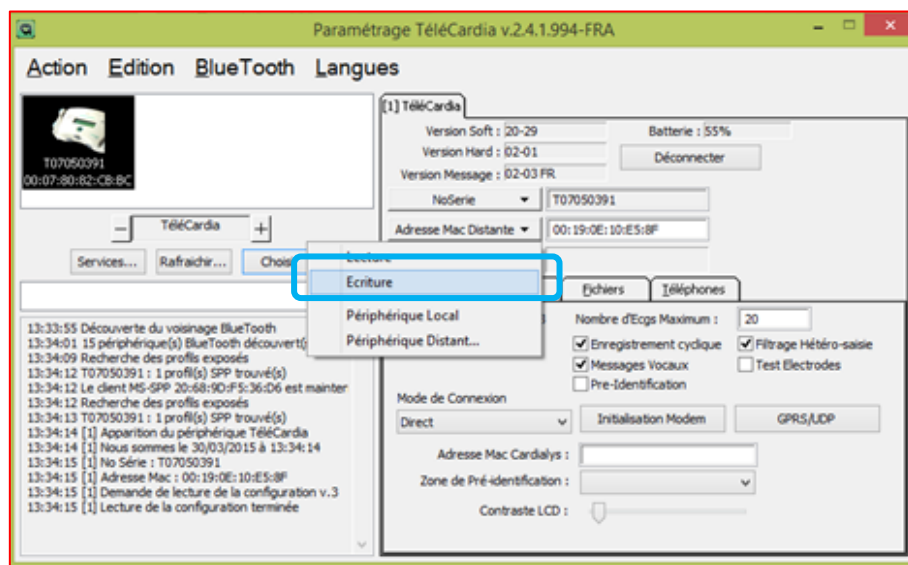 Paramétrage TéléCardia v.2.4.1.994-FRA
Action Edition BlueTooth Langues
T07050391
00:07:80:82:CB:BC
TéléCardia
Services... Rafraichir...
13:33:55 Découverte du voisinage BlueTooth
13:34:01 15 périphérique(s) BlueTooth
13:34:09 Recherche des profils exposés
13:34:12 T07050391 : 1 profil(s) SPP trouvé(s)
13:34:12 Le client MS-SPP 20:68:9D:F5:36:D6 est
13:34:12 Recherche des profils exposés
13:34:13 T07050391 : 1 profil(s) SPP trouvé(s)
13:34:14 [1] Apparition du périphérique TéléCardia
13:34:14 [1] Nous sommes le 30/03/2015 à 13:34:14
13:34:15 [1] No Série : T07050391
13:34:15 [1] Adresse Mac : 00:19:0E:10:E5:8F
13:34:15 [1] Demande de lecture de la configuration v.3
13:34:15 [1] Lecture de la configuration terminée
[1] TéléCardia
Version Soft : 20-29 Batterie : 55%
Version Hard : 02-01 Déconnecter
Version Message : 02-03 FR
NoSerie T07050391
Adresse Mac Distante 00:19:0E:10:E5:8F
Lecture
Ecriture
Périphérique Local
Périphérique Distant...
Fichiers Téléphones
Nombre d'Ecgs Maximum : 20
Enregistrement cyclique Filtrage Hétéro-saisie
Messages Vocaux Test Electrodes
Pre-Identification
Mode de Connexion
Direct Initialisation Modem GPRS/UDP
Adresse Mac Cardialys :
Zone de Pré-identification :
Contraste LCD :